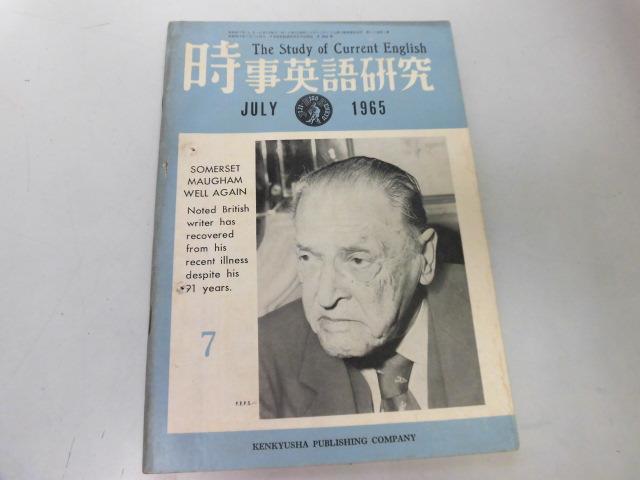 The Study of Current English
時事英語研究
JULY 1965
SOMERSET
MAUGHAM
WELL AGAIN
Noted British
writer has
recovered
from his
recent illness
despite his
91 years.
7
P.E.P.S.
KENKYUSHA PUBLISHING COMPANY